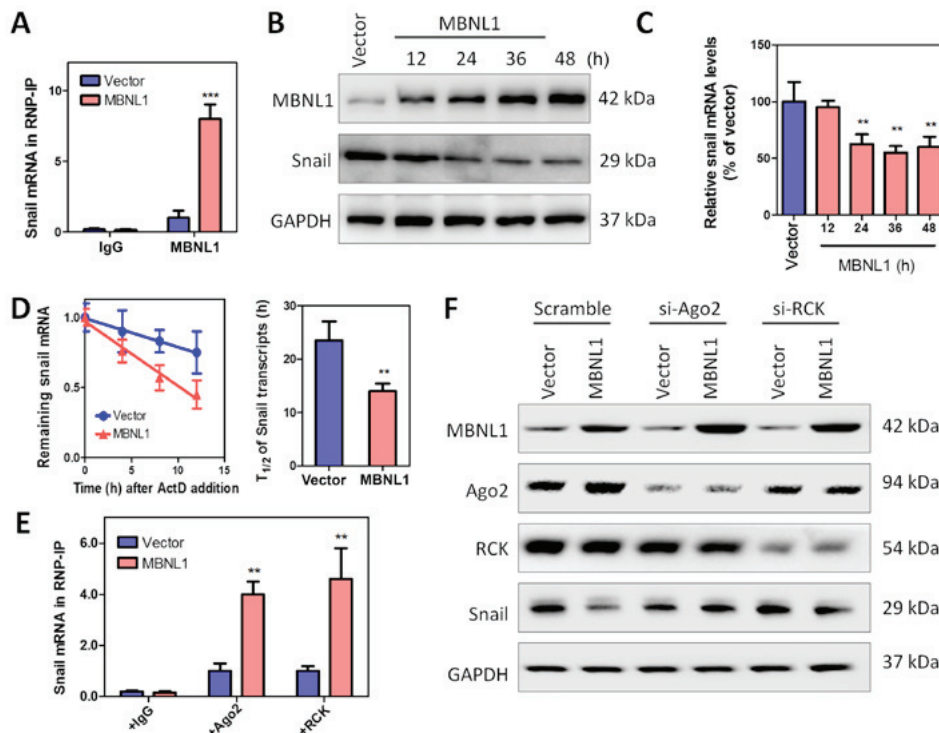 A
Snail mRNA in RNP-IP
10
5
0
Vector
MBNL1
***
IgG
MBNL1
B
Vector
MBNL1
12 24 36 48 (h)
MBNL1
42 kDa
Snail
29 kDa
GAPDH
37 kDa
C
Relative snail mRNA levels
(% of vector)
150
100
50
0
** ** **
Vector
12 24 36 48
MBNL1 (h)
D
Remaining snail mRNA
1.0
0.5
0.0
Vector
MBNL1
0 5 10 15
Time (h) after ActD addition
T1/2 of Snail transcripts (h)
30
20
10
0
**
Vector MBNL1
E
Snail mRNA in RNP-IP
6.0
4.0
2.0
0.0
Vector
MBNL1
**
**
+IgG
+Ago2
+RCK
F
Scramble si-Ago2 si-RCK
Vector MBNL1 Vector MBNL1 Vector MBNL1
MBNL1
42 kDa
Ago2
94 kDa
RCK
54 kDa
Snail
29 kDa
GAPDH
37 kDa